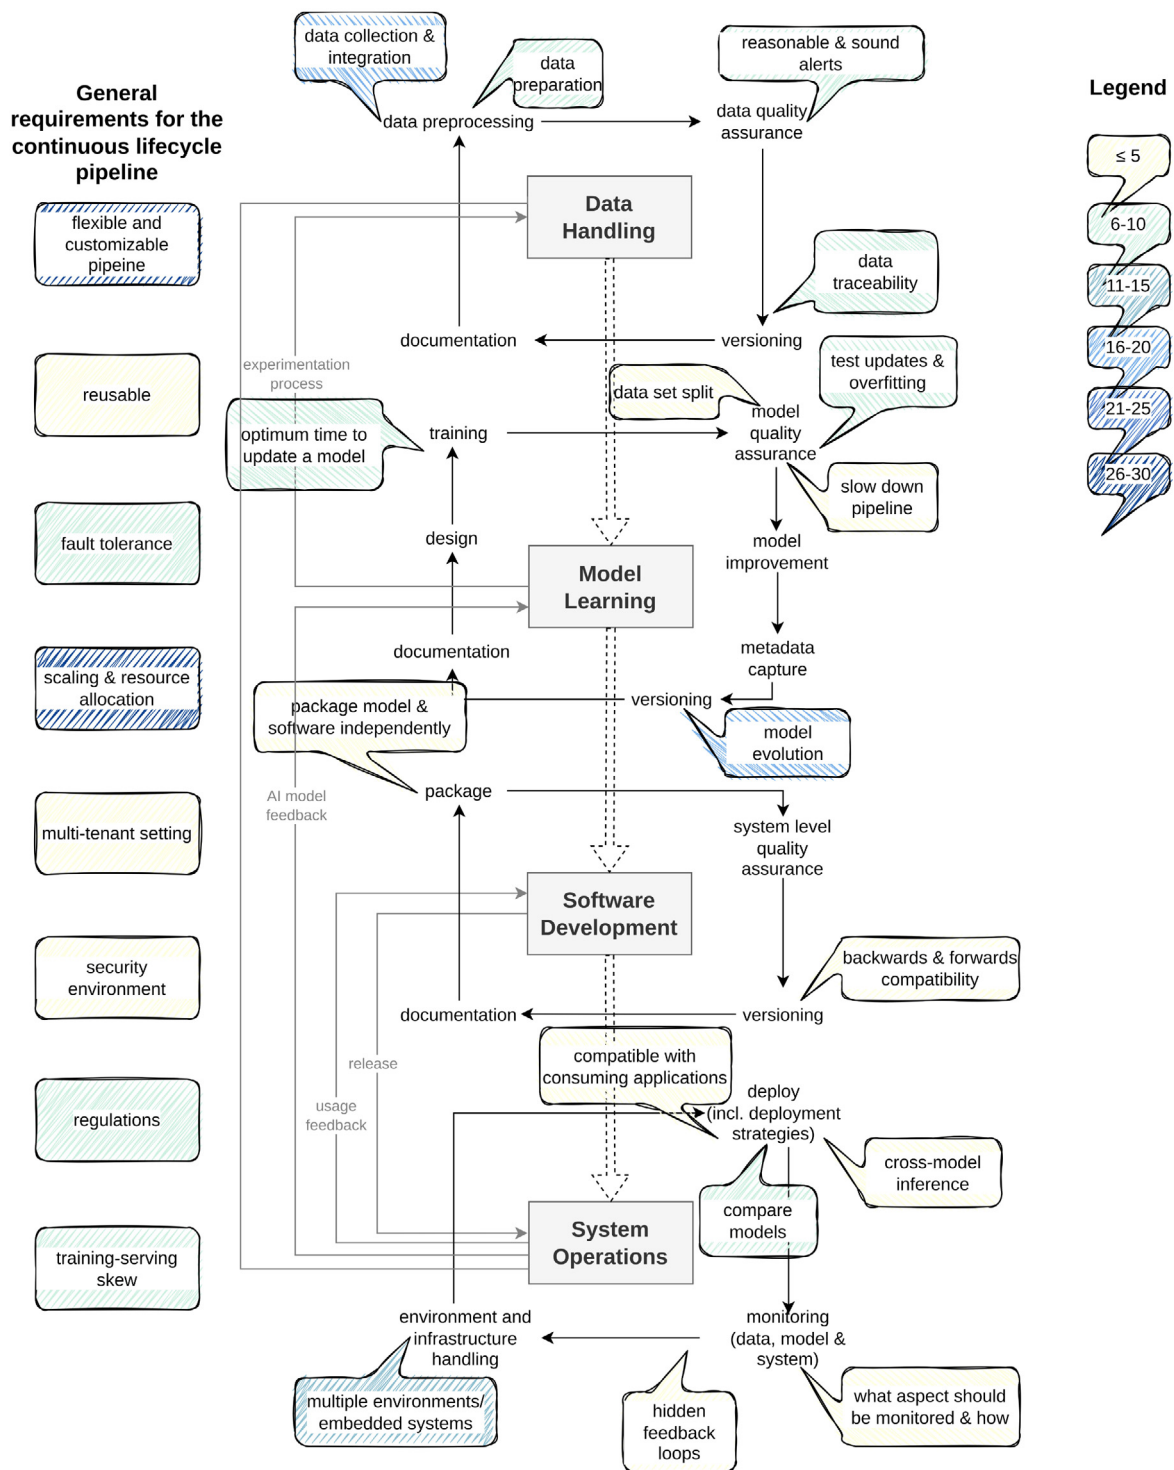 General
requirements for the
continuous lifecycle
pipeline
flexible and
customizable
pipeine
reusable
fault tolerance
scaling & resource
allocation
multi-tenant setting
security
environment
regulations
training-serving
skew
data collection &
integration
data
preparation
reasonable & sound
alerts
data preprocessing
data quality
assurance
Data
Handling
data
traceability
documentation
versioning
experimentation
process
data set split
test updates &
overfitting
optimum time to
update a model
training
model
quality
assurance
slow down
pipeline
design
model
improvement
Model
Learning
documentation
metadata
capture
package model &
software independently
versioning
model
evolution
AI model
feedback
package
system level
quality
assurance
Software
Development
backwards & forwards
compatibility
documentation
versioning
release
usage
feedback
compatible with
consuming applications
deploy
(incl. deployment
strategies)
cross-model
inference
compare
models
System
Operations
environment and
infrastructure
handling
monitoring
(data, model &
system)
multiple environments/
embedded systems
hidden
feedback
loops
what aspect should
be monitored & how
Legend
≤ 5
6-10
11-15
16-20
21-25
26-30